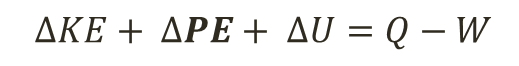 ΔKE + ΔPE + ΔU = Q − W